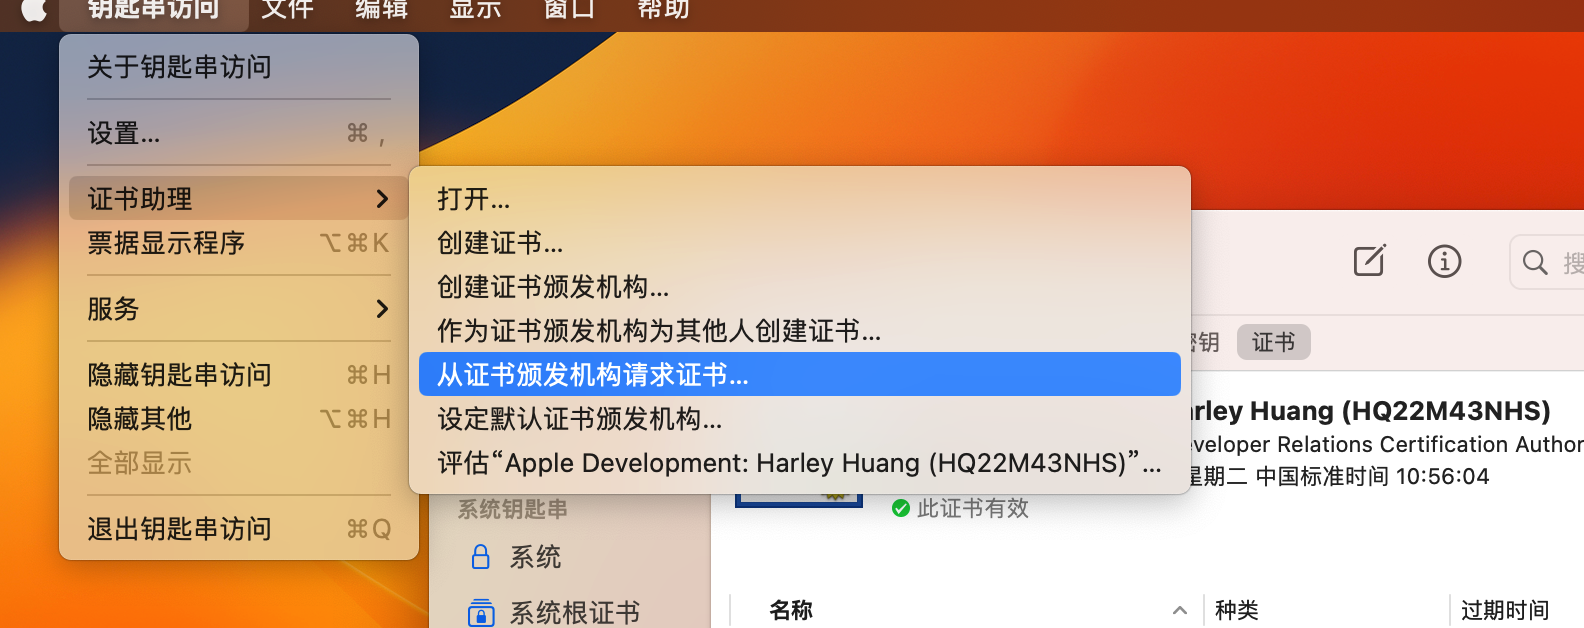 钥匙串访问 文件 编辑 显示 窗口 帮助
关于钥匙串访问
设置... ⌘ ,
证书助理
票据显示程序 ⌥⌘K
服务
隐藏钥匙串访问 ⌘H
隐藏其他 ⌥⌘H
全部显示
退出钥匙串访问 ⌘Q
打开...
创建证书...
创建证书颁发机构...
作为证书颁发机构为其他人创建证书...
从证书颁发机构请求证书...
设定默认证书颁发机构...
评估“Apple Development: Harley Huang (HQ22M43NHS)”...
搜
密钥 证书
arley Huang (HQ22M43NHS)
eveloper Relations Certification Author
星期二 中国标准时间 10:56:04
此证书有效
系统钥匙串
系统
系统根证书
名称 种类 过期时间